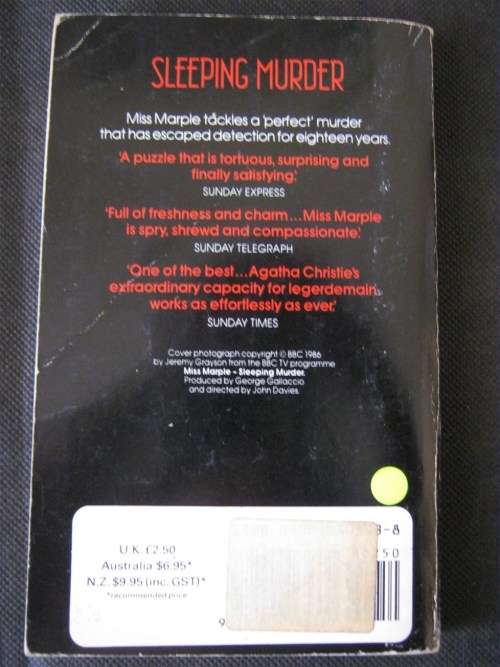 SLEEPING MURDER
Miss Marple tackles a 'perfect' murder
that has escaped detection for eighteen years.
'A puzzle that is tortuous, surprising and
finally satisfying.'
SUNDAY EXPRESS
'Full of freshness and charm...Miss Marple
is spry, shrewd and compassionate.'
SUNDAY TELEGRAPH
'One of the best...Agatha Christie's
extraordinary capacity for legerdemain
works as effortlessly as ever.'
SUNDAY TIMES
Cover photograph copyright © BBC 1986
by Jeremy Grayson from the BBC TV programme
Miss Marple - Sleeping Murder.
Produced by George Gallaccio
and directed by John Davies.
U.K. £2.50
Australia $6.95*
N.Z. $9.95 (inc. GST)*
*recommended price
3-8
50
9